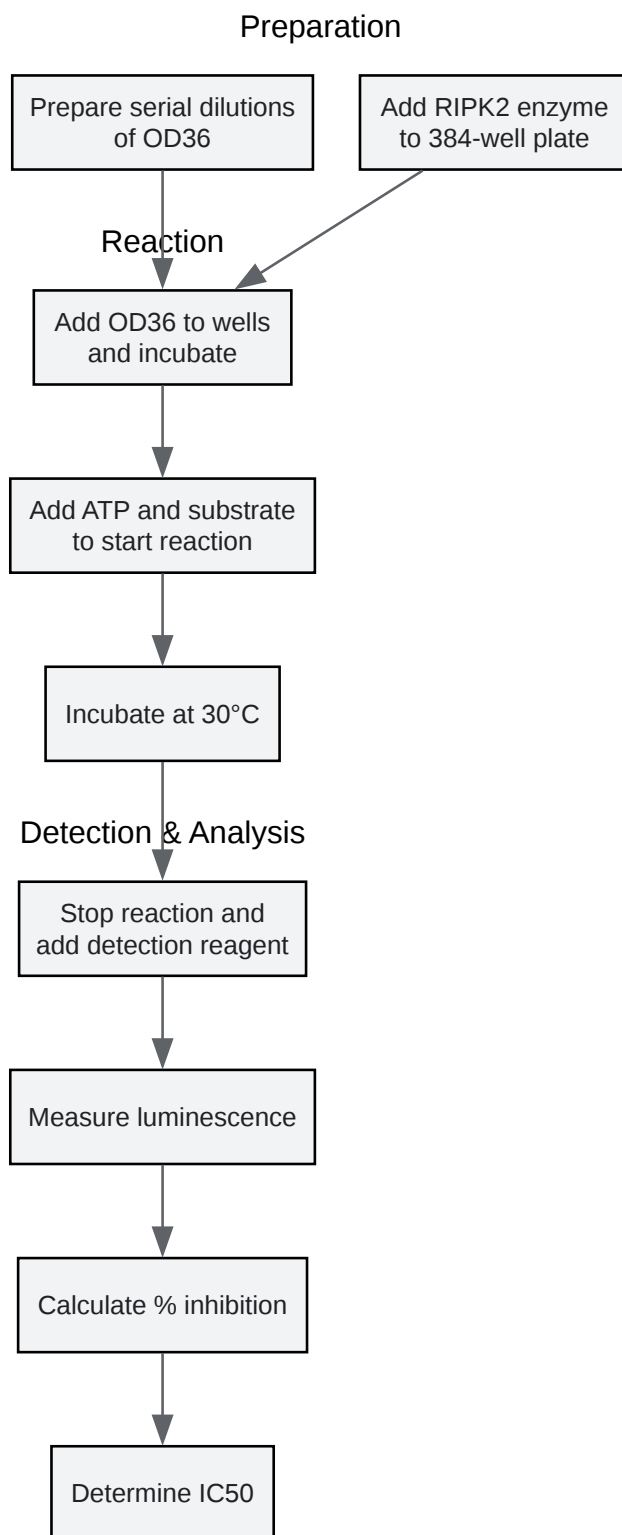 Preparation
Prepare serial dilutions
of OD36
Add RIPK2 enzyme
to 384-well plate
Reaction
Add OD36 to wells
and incubate
Add ATP and substrate
to start reaction
Incubate at 30°C
Detection & Analysis
Stop reaction and
add detection reagent
Measure luminescence
Calculate % inhibition
Determine IC50